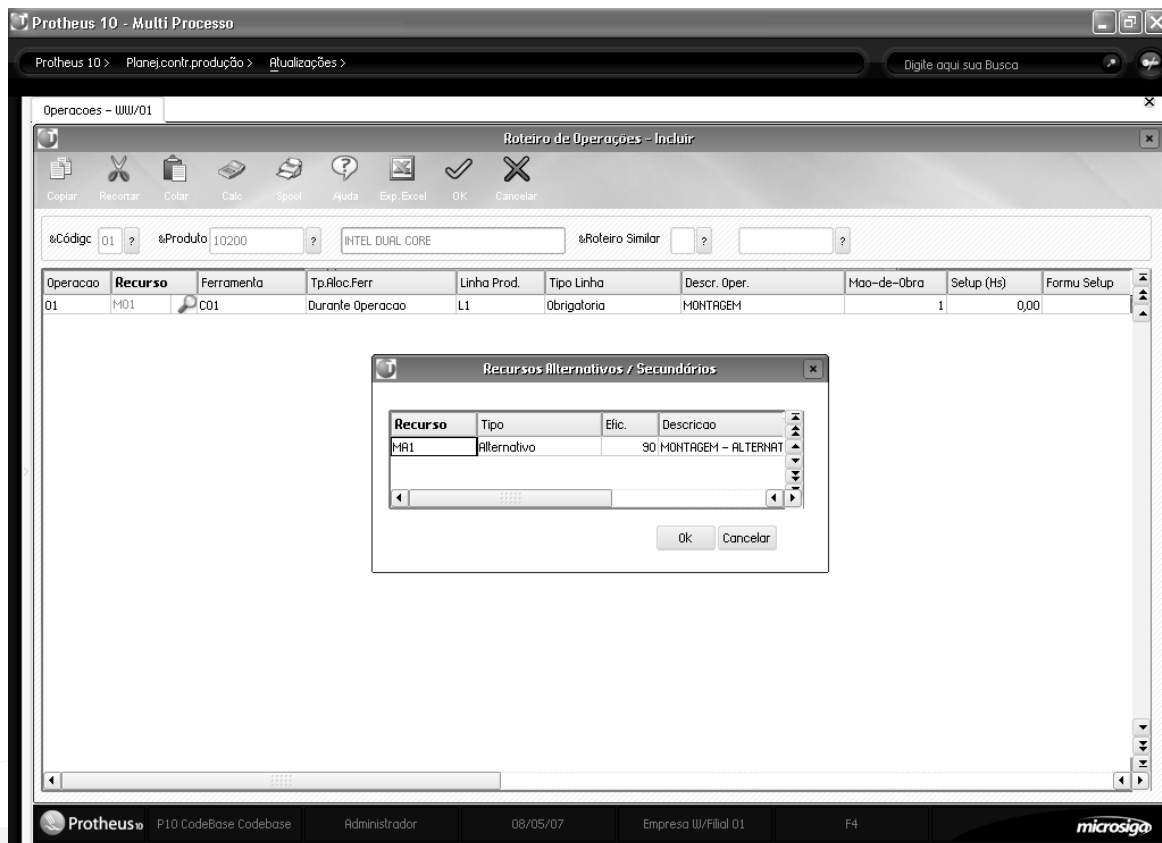 Protheus 10 - Multi Processo
Protheus 10 > Planej.contr.produção > Atualizações > Digite aqui sua Busca
Operacoes – WW/01
Roteiro de Operações – Incluir
Copiar Recortar Colar Calc Spool Ajuda Exp.Excel OK Cancelar
&Códigc 01 ? &Produto 10200 ? INTEL DUAL CORE &Roteiro Similar ? ?
Operacao Recurso Ferramenta Tp.Aloc.Ferr Linha Prod. Tipo Linha Descr. Oper. Mao-de-Obra Setup (Hs) Formu Setup
01 M01 C01 Durante Operacao L1 Obrigatoria MONTAGEM 1 0,00
Recursos Alternativos / Secundários
Recurso Tipo Efic. Descricao
MA1 Alternativo 90 MONTAGEM – ALTERNAT
Ok Cancelar
Protheus10 P10 CodeBase Codebase Administrador 08/05/07 Empresa W/Filial 01 F4 microsiga